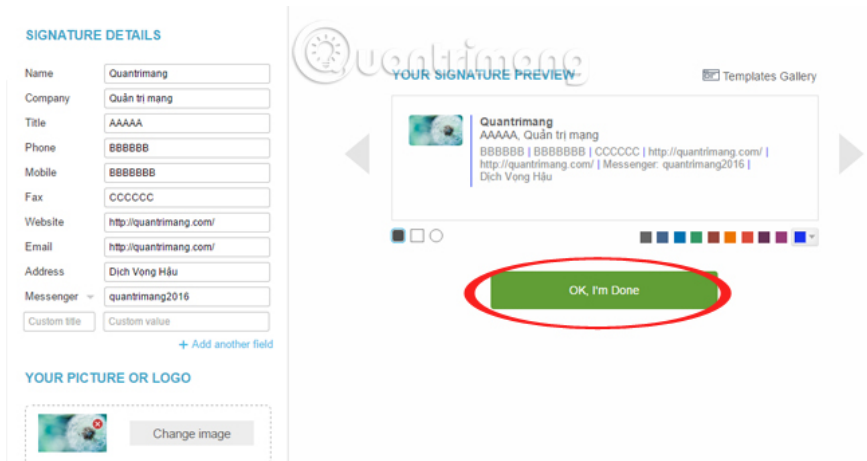 SIGNATURE DETAILS
Name Quantrimang
Company Quản trị mạng
Title AAAAA
Phone BBBBBB
Mobile BBBBBBB
Fax CCCCCC
Website http://quantrimang.com/
Email http://quantrimang.com/
Address Dịch Vọng Hậu
Messenger quantrimang2016
Custom title Custom value
+ Add another field
YOUR PICTURE OR LOGO
Change image
Quantrimang
YOUR SIGNATURE PREVIEW
Templates Gallery
Quantrimang
AAAAA, Quản trị mạng
BBBBBB | BBBBBBB | CCCCCC | http://quantrimang.com/ |
http://quantrimang.com/ | Messenger: quantrimang2016 |
Dịch Vọng Hậu
OK, I'm Done